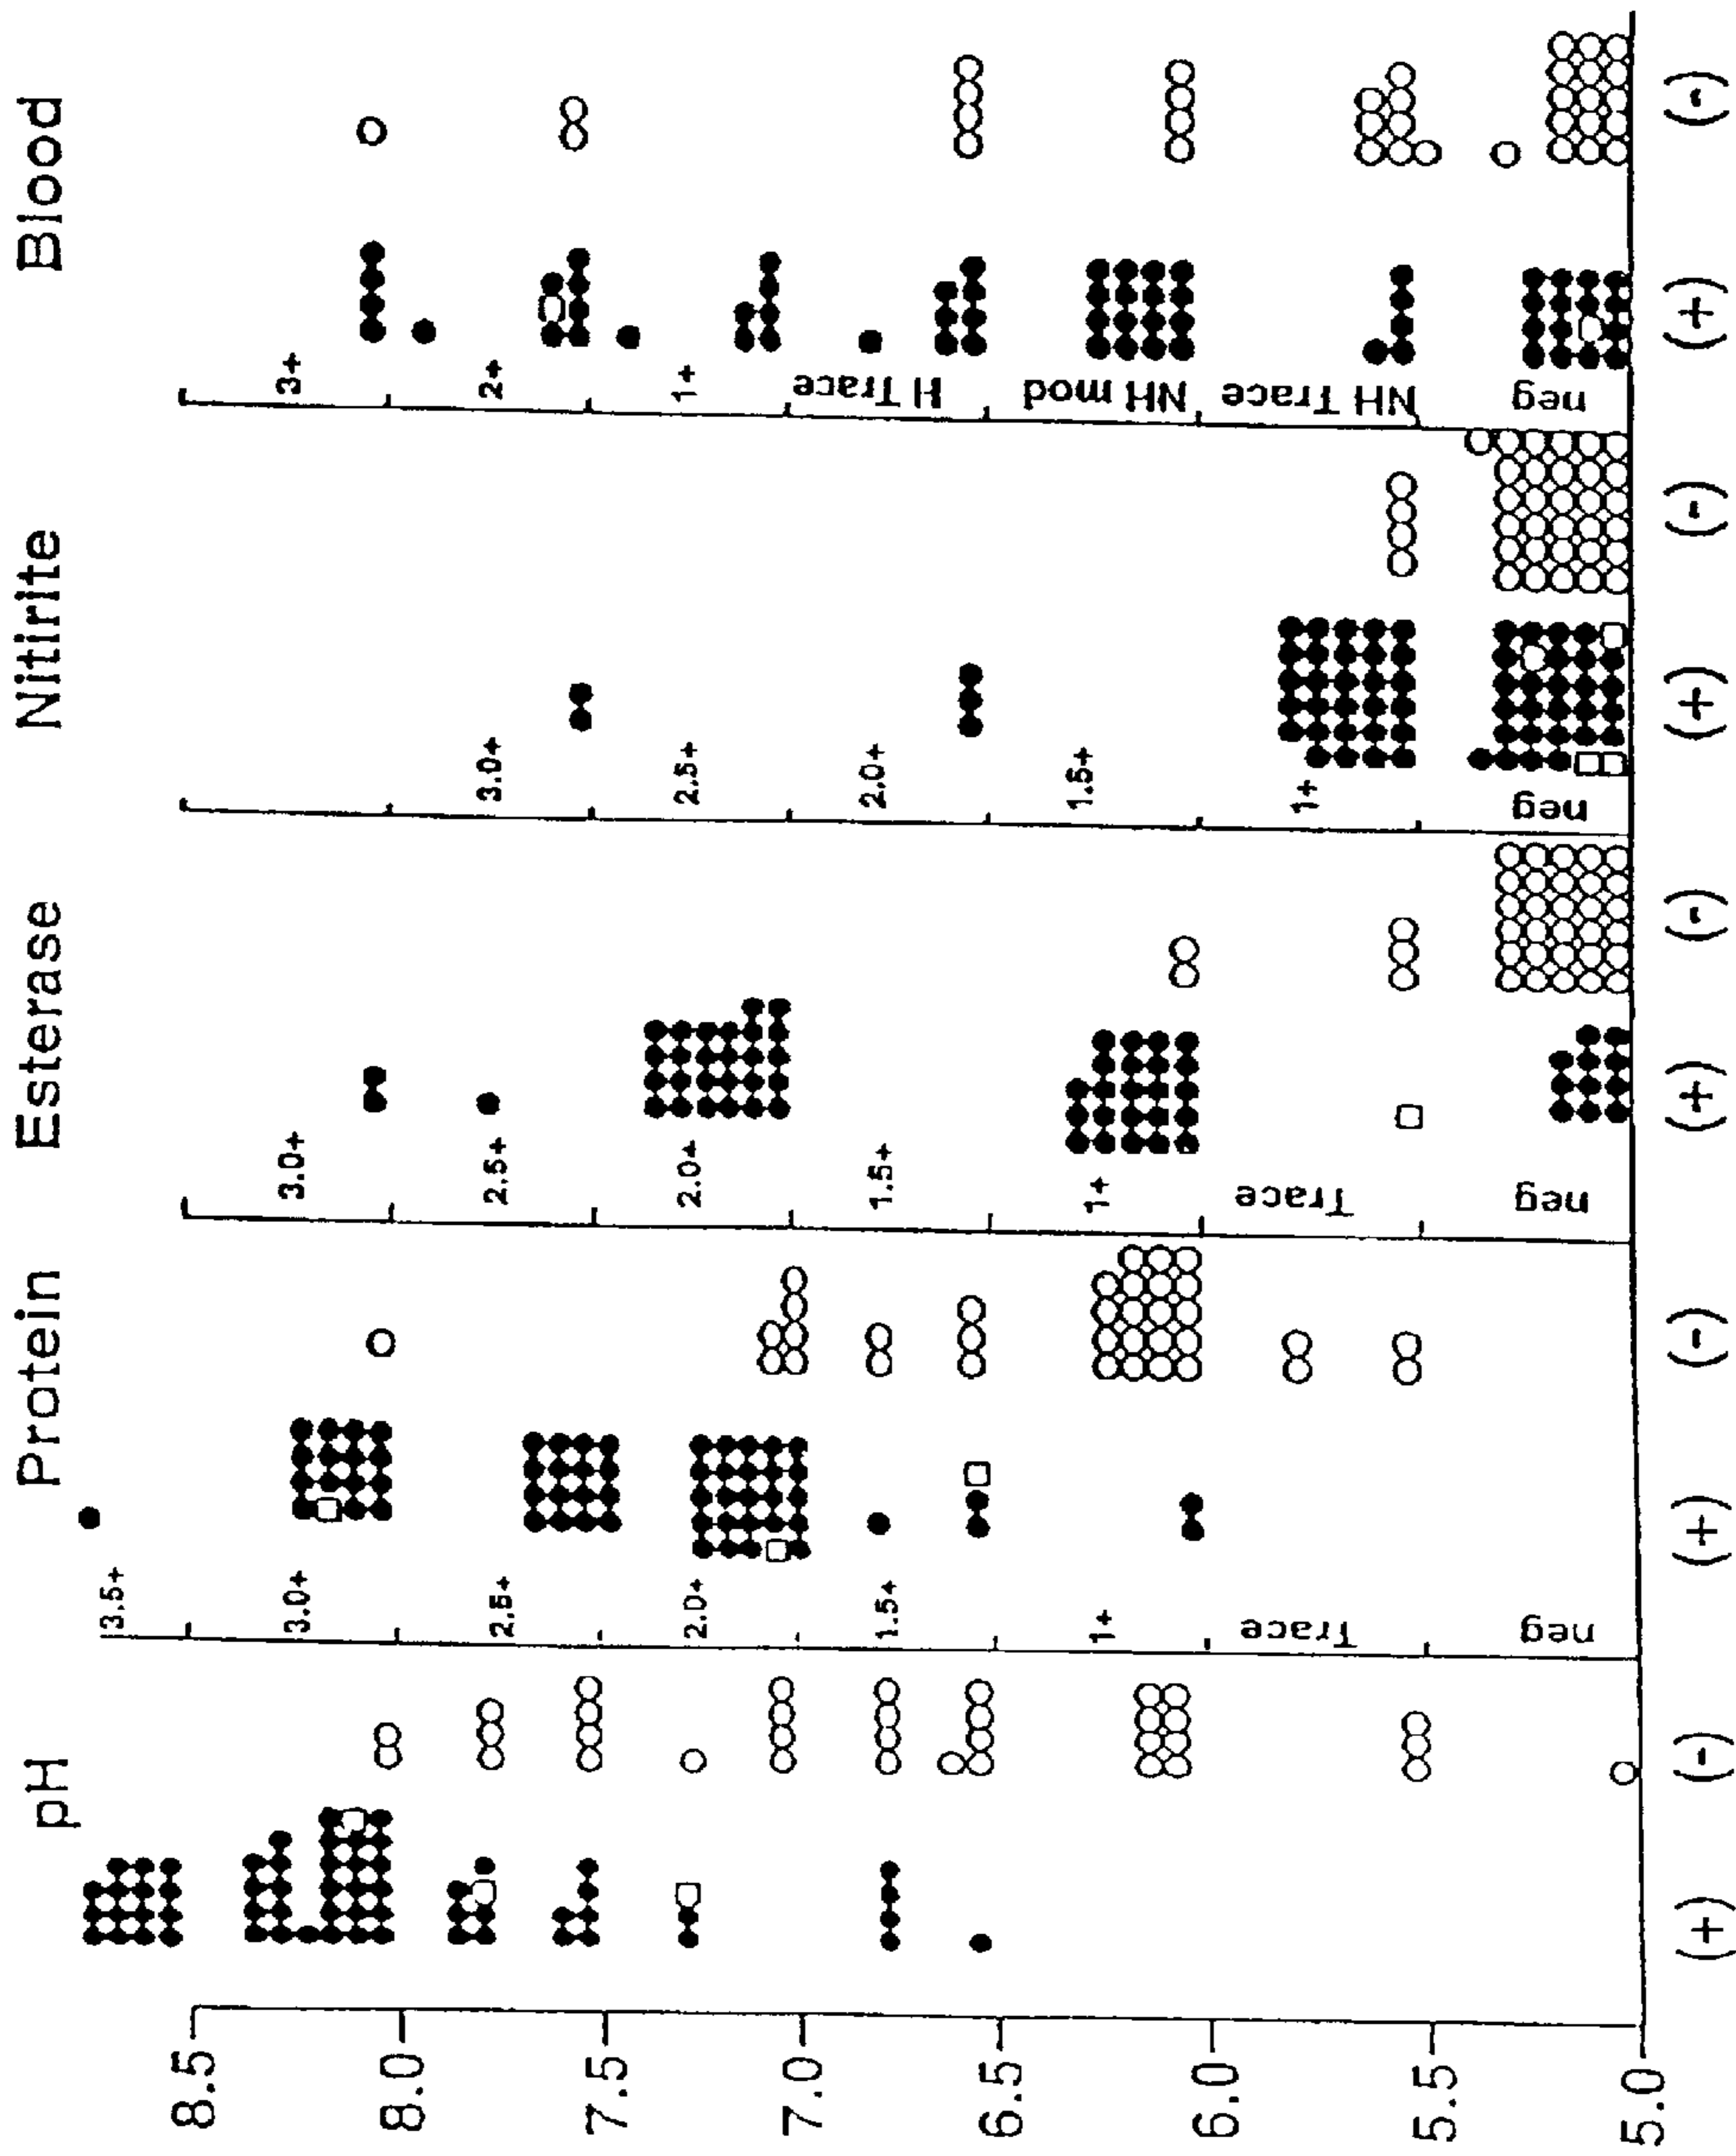 pH Protein Esterase Nitirite Blood
8.5
8.0
7.5
7.0
6.5
6.0
5.5
5.0
3.5+
3.0+
2.5+
2.0+
1.5+
1+
Trace
neg
3.0+
2.5+
2.0+
1.5+
1+
Trace
neg
3.0+
2.5+
2.0+
1.5+
1+
neg
3+
2+
1+
H Trace
NH mod
NH Trace
neg
(+) (-) (+) (-) (+) (-) (+) (-) (+) (-)